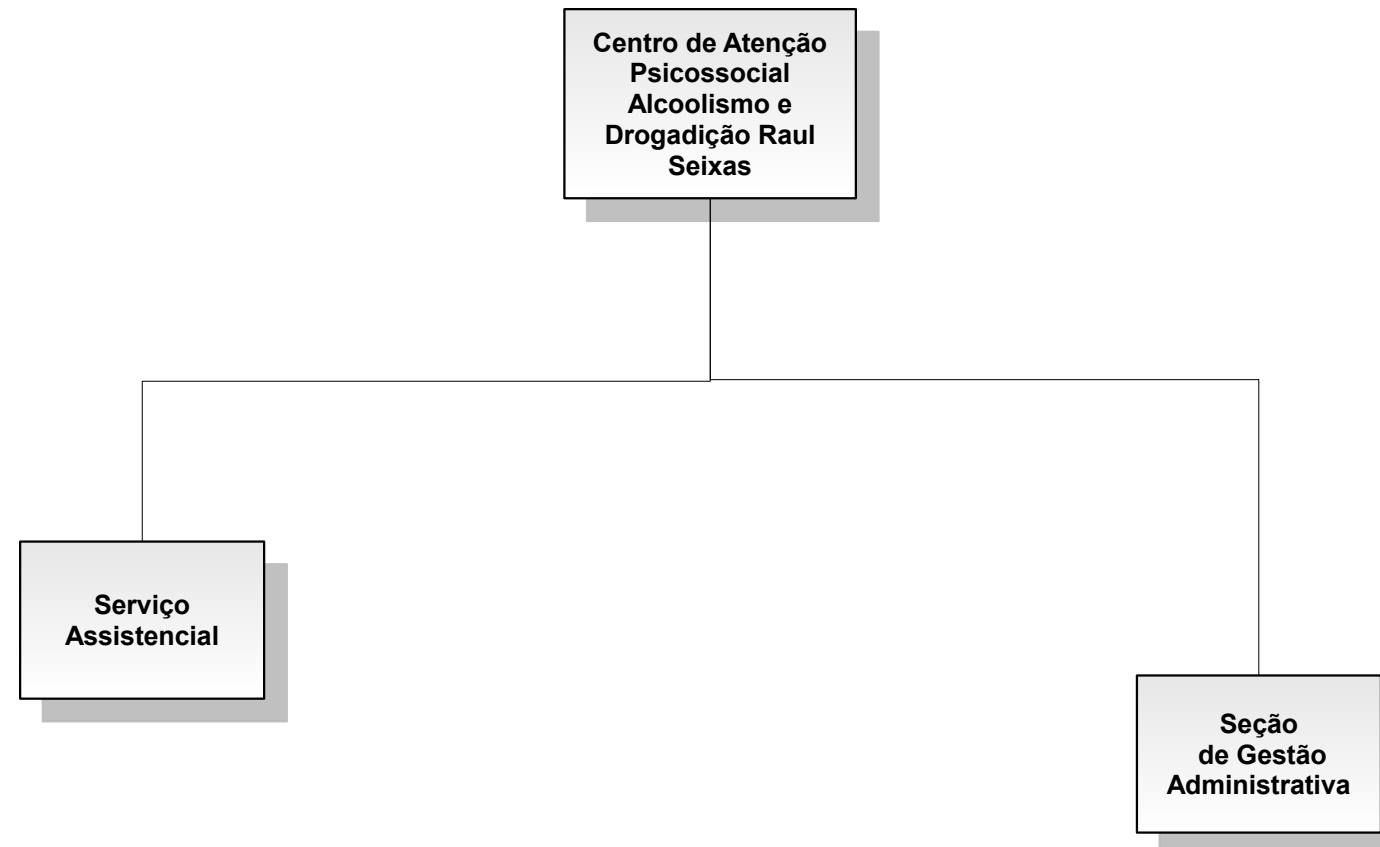 Centro de Atenção
Psicossocial
Alcoolismo e
Drogadição Raul
Seixas
Serviço
Assistencial
Seção
de Gestão
Administrativa